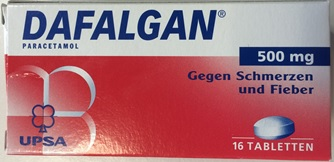 DAFALGAN®
PARACETAMOL
500 mg
Gegen Schmerzen
und Fieber
UPSA
16 TABLETTEN